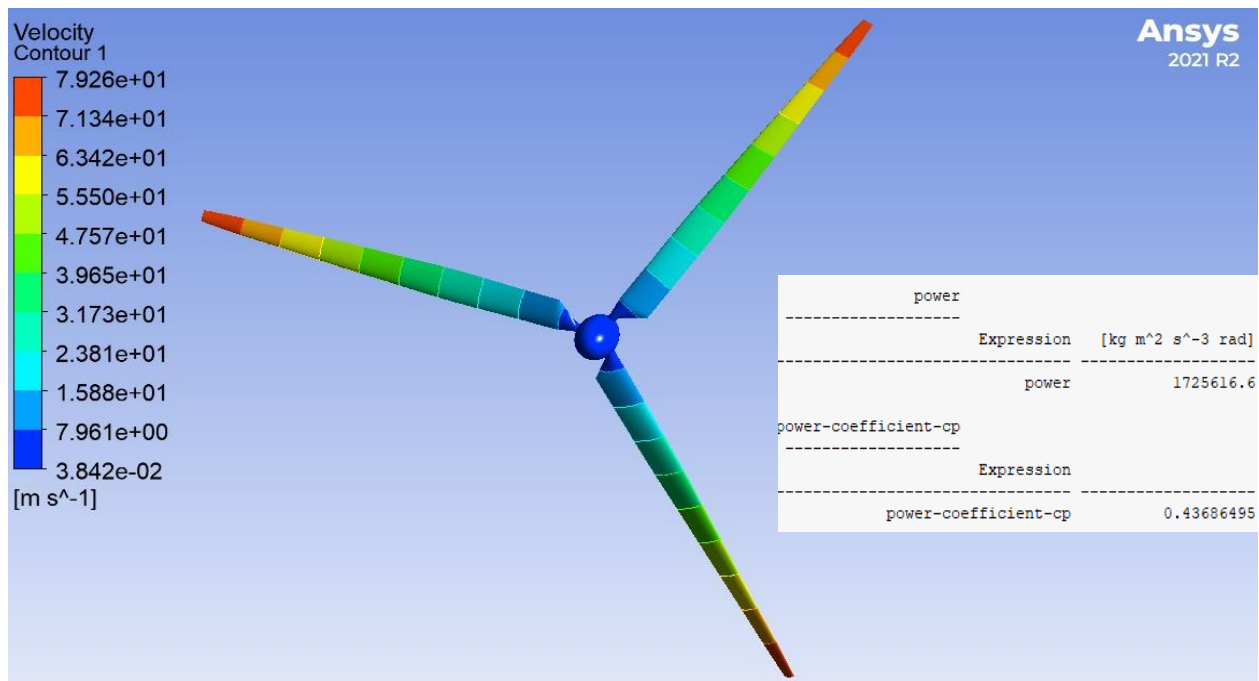 Velocity
Contour 1
7.926e+01
7.134e+01
6.342e+01
5.550e+01
4.757e+01
3.965e+01
3.173e+01
2.381e+01
1.588e+01
7.961e+00
3.842e-02
[m s^-1]
Ansys
2021 R2
power
-------------------
Expression [kg m^2 s^-3 rad]
-------------------------------- -------------------
power 1725616.6
power-coefficient-cp
-------------------
Expression
-------------------------------- -------------------
power-coefficient-cp 0.43686495